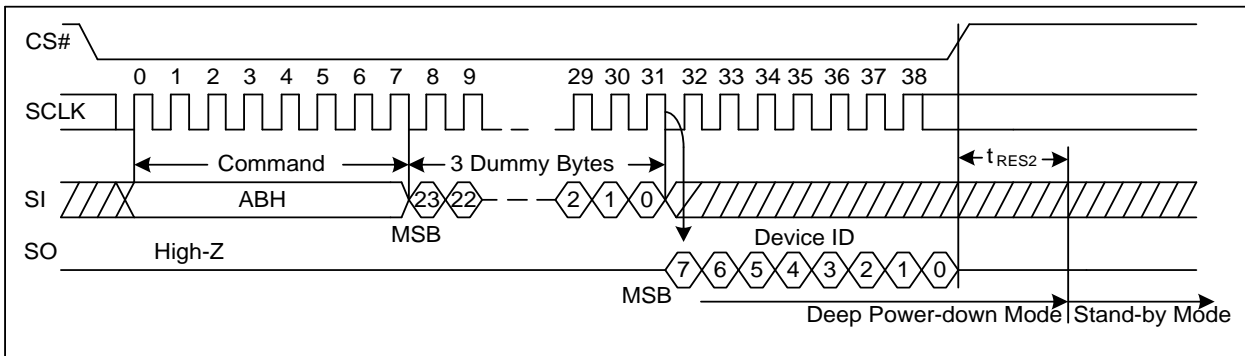 CS#
0 1 2 3 4 5 6 7 8 9 29 30 31 32 33 34 35 36 37 38
SCLK
Command 3 Dummy Bytes tRES2
SI ABH 23 22 2 1 0
MSB
SO High-Z Device ID
7 6 5 4 3 2 1 0
MSB
Deep Power-down Mode Stand-by Mode